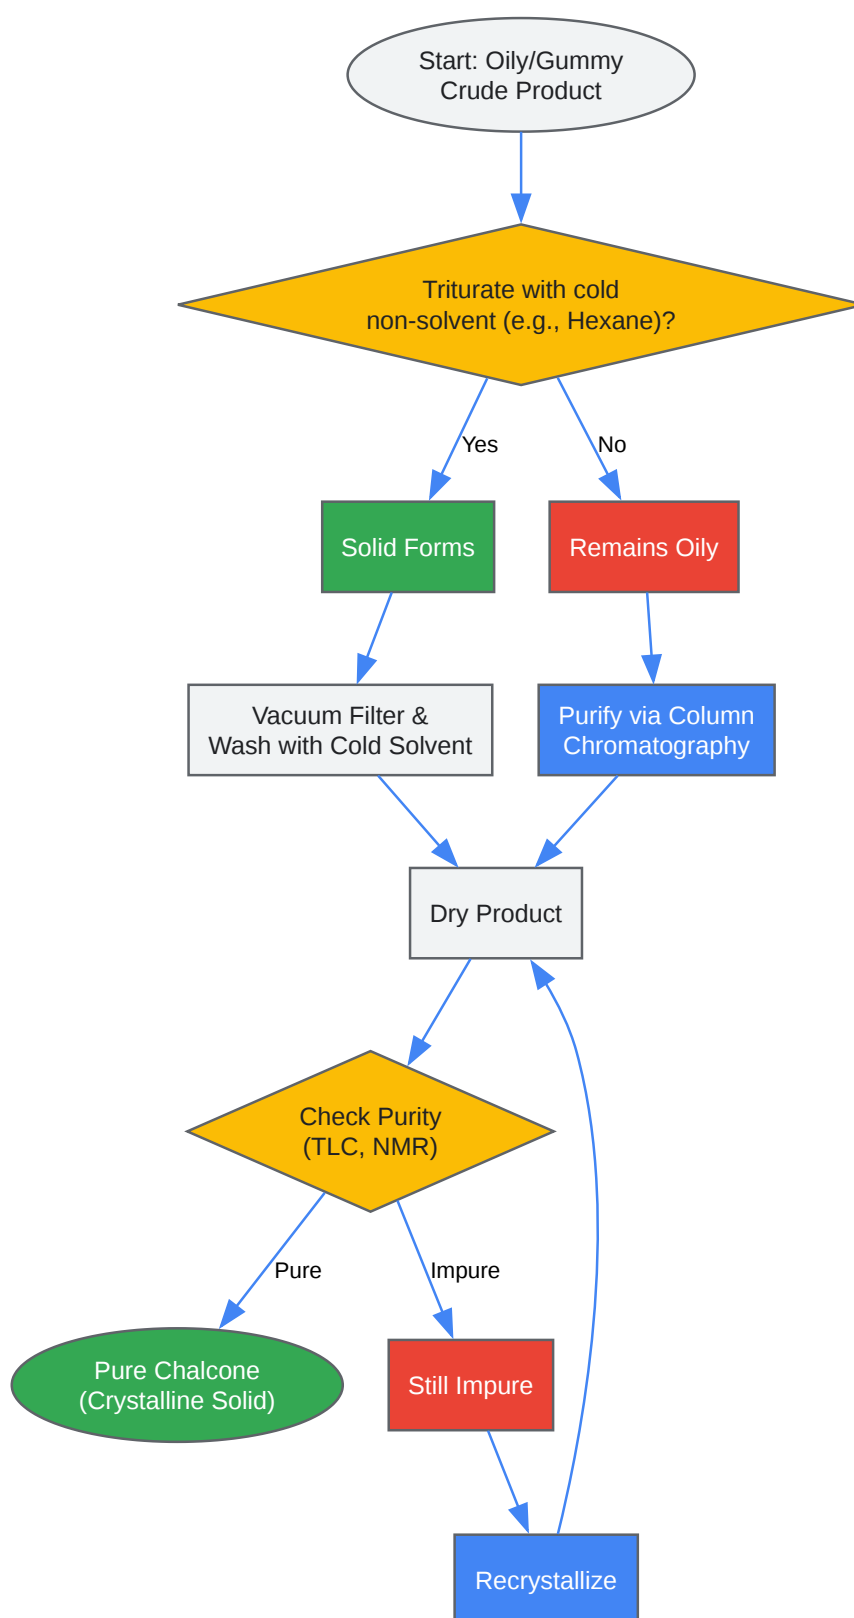 Start: Oily/Gummy
Crude Product
Triturate with cold
non-solvent (e.g., Hexane)?
Yes
No
Solid Forms
Remains Oily
Vacuum Filter &
Wash with Cold Solvent
Purify via Column
Chromatography
Dry Product
Check Purity
(TLC, NMR)
Pure
Impure
Pure Chalcone
(Crystalline Solid)
Still Impure
Recrystallize